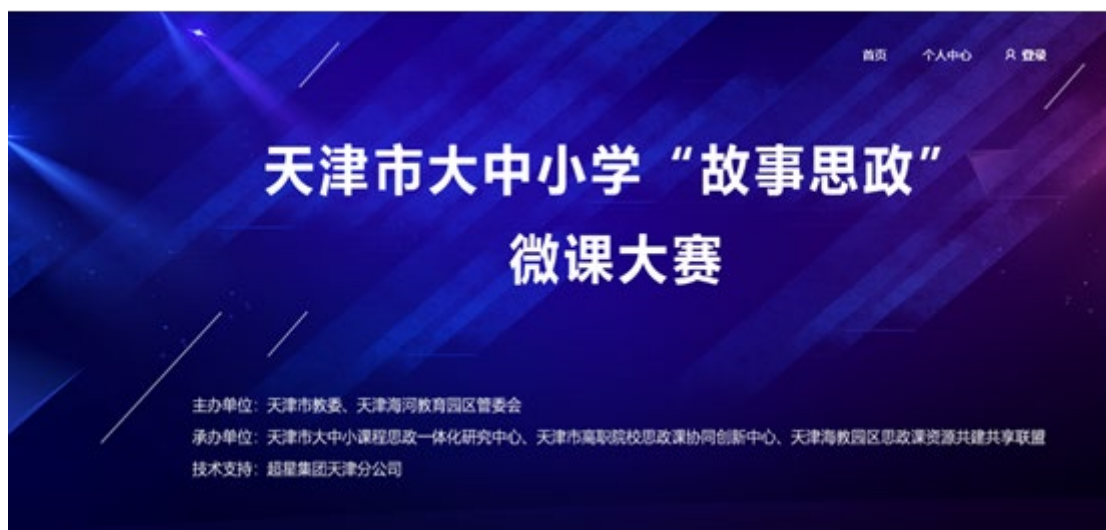 首页 个人中心 登录
天津市大中小学“故事思政”
微课大赛
主办单位：天津市教委、天津海河教育园区管委会
承办单位：天津市大中小课程思政一体化研究中心、天津市高职院校思政课协同创新中心、天津海教园区思政课资源共建共享联盟
技术支持：超星集团天津分公司